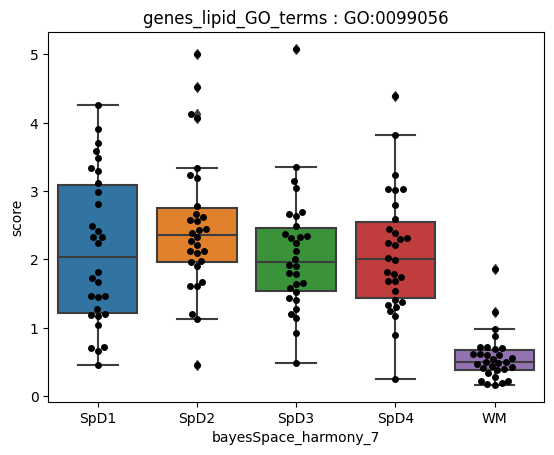 genes_lipid_GO_terms : GO:0099056
5
4
3
2
1
0
score
SpD1 SpD2 SpD3 SpD4 WM
bayesSpace_harmony_7